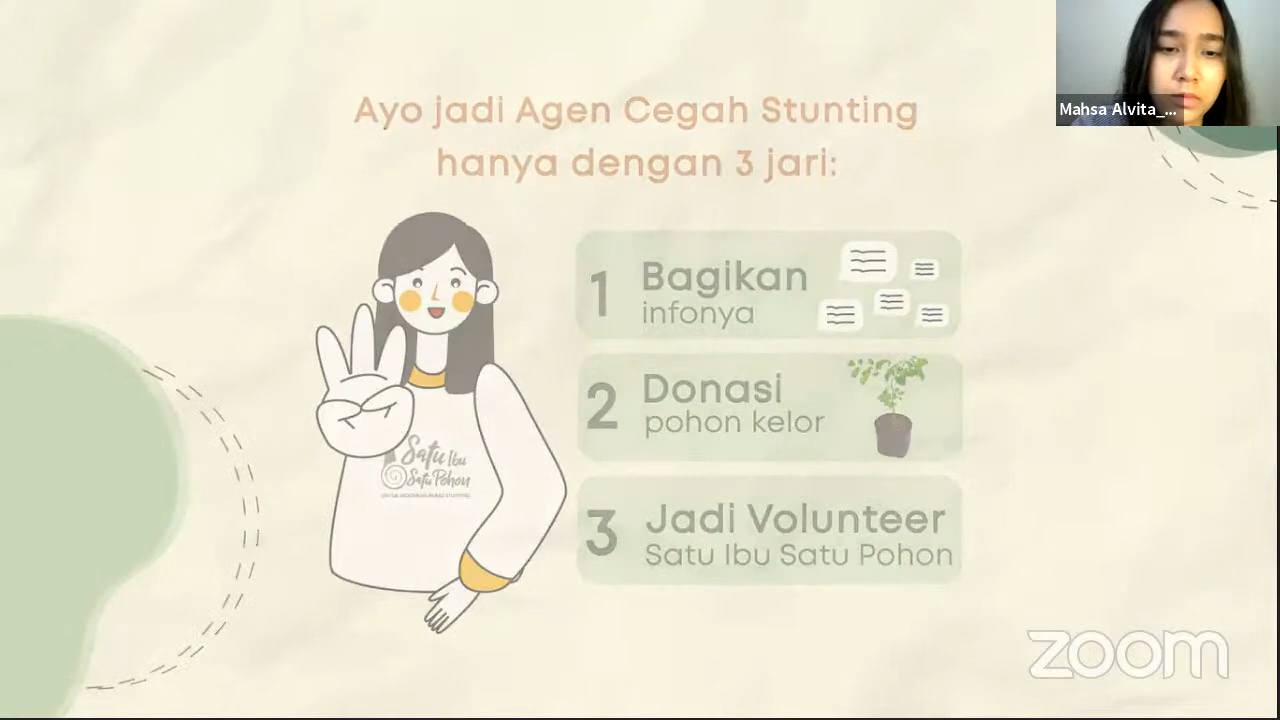 Mahsa Alvita_...
Ayo jadi Agen Cegah Stunting
hanya dengan 3 jari:
1 Bagikan
infonya
2 Donasi
pohon kelor
3 Jadi Volunteer
Satu Ibu Satu Pohon
Satu Ibu
Satu Pohon
zoom